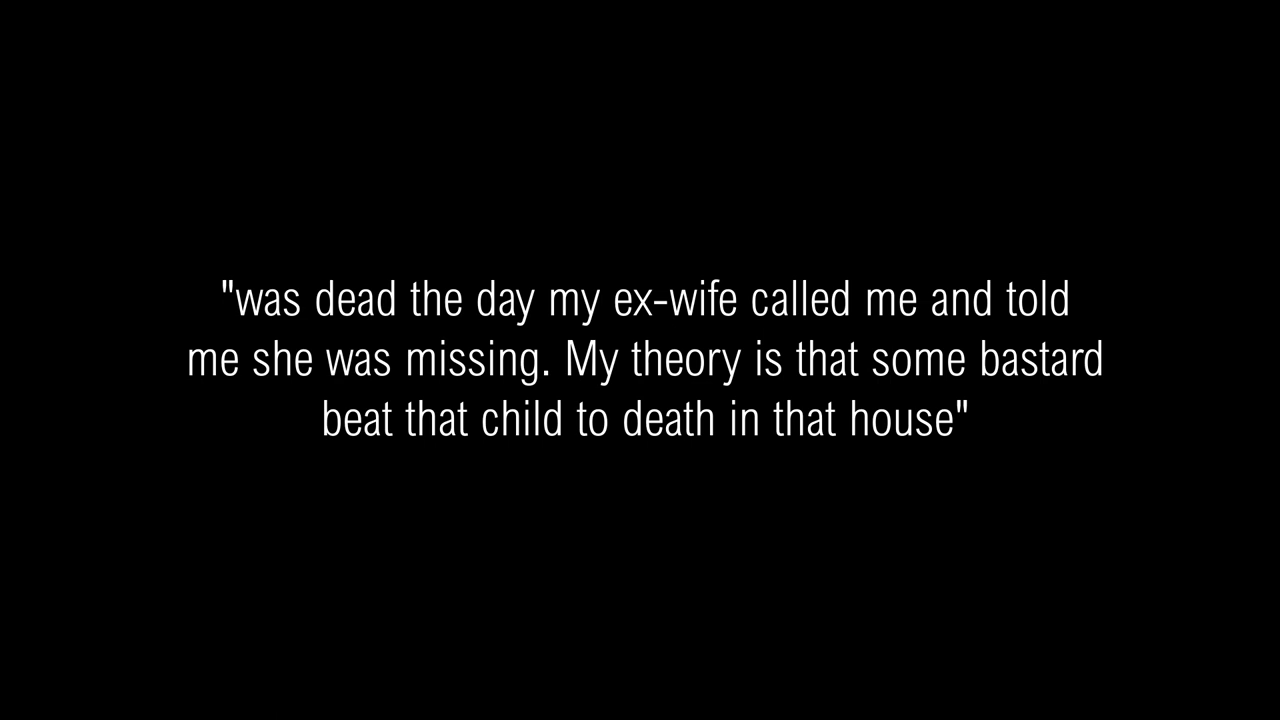 "was dead the day my ex-wife called me and told
me she was missing. My theory is that some bastard
beat that child to death in that house"